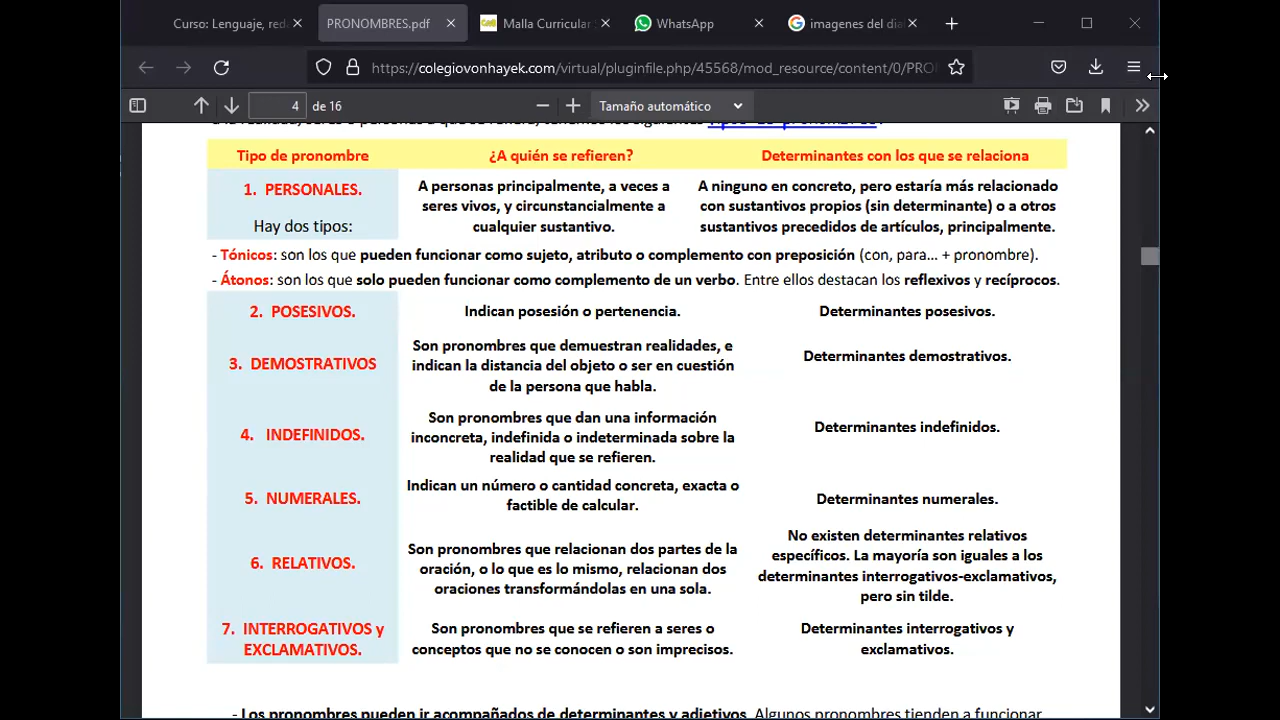 Curso: Lenguaje, red
PRONOMBRES.pdf
Malla Curricular
WhatsApp
imagenes del dia
https://colegiovonhayek.com/virtual/pluginfile.php/45568/mod_resource/content/0/PRO
4 de 16
Tamaño automático
Tipo de pronombre ¿A quién se refieren? Determinantes con los que se relaciona
1. PERSONALES.
Hay dos tipos:
A personas principalmente, a veces a
seres vivos, y circunstancialmente a
cualquier sustantivo.
A ninguno en concreto, pero estaría más relacionado
con sustantivos propios (sin determinante) o a otros
sustantivos precedidos de artículos, principalmente.
- Tónicos: son los que pueden funcionar como sujeto, atributo o complemento con preposición (con, para... + pronombre).
- Átonos: son los que solo pueden funcionar como complemento de un verbo. Entre ellos destacan los reflexivos y recíprocos.
2. POSESIVOS.
Indican posesión o pertenencia.
Determinantes posesivos.
3. DEMOSTRATIVOS
Son pronombres que demuestran realidades, e
indican la distancia del objeto o ser en cuestión
de la persona que habla.
Determinantes demostrativos.
4. INDEFINIDOS.
Son pronombres que dan una información
inconcreta, indefinida o indeterminada sobre la
realidad que se refieren.
Determinantes indefinidos.
5. NUMERALES.
Indican un número o cantidad concreta, exacta o
factible de calcular.
Determinantes numerales.
6. RELATIVOS.
Son pronombres que relacionan dos partes de la
oración, o lo que es lo mismo, relacionan dos
oraciones transformándolas en una sola.
No existen determinantes relativos
específicos. La mayoría son iguales a los
determinantes interrogativos-exclamativos,
pero sin tilde.
7. INTERROGATIVOS y
EXCLAMATIVOS.
Son pronombres que se refieren a seres o
conceptos que no se conocen o son imprecisos.
Determinantes interrogativos y
exclamativos.
- Los pronombres pueden ir acompañados de determinantes y adjetivos. Algunos pronombres tienden a funcionar